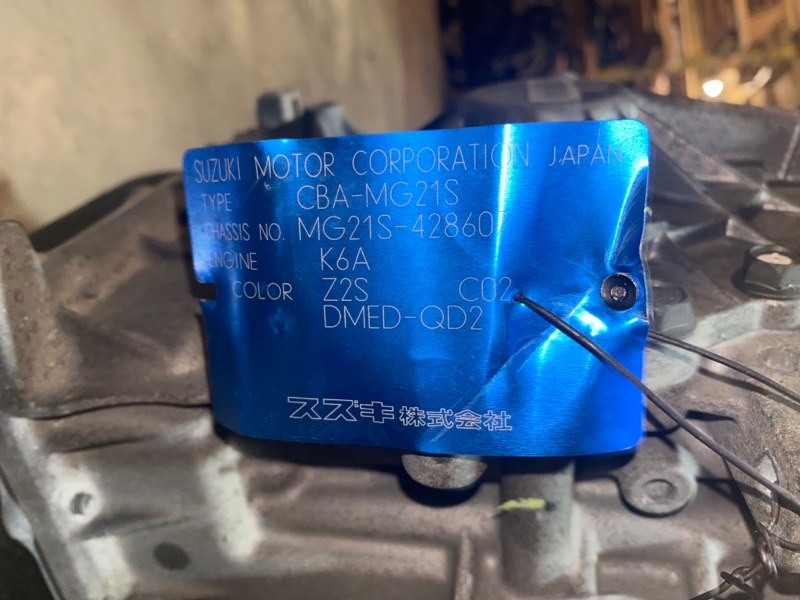 SUZUKI MOTOR CORPORATION JAPAN
TYPE CBA-MG21S
CHASSIS NO. MG21S-428607
ENGINE K6A
COLOR Z2S C02
DMED-QD2
スズキ株式会社